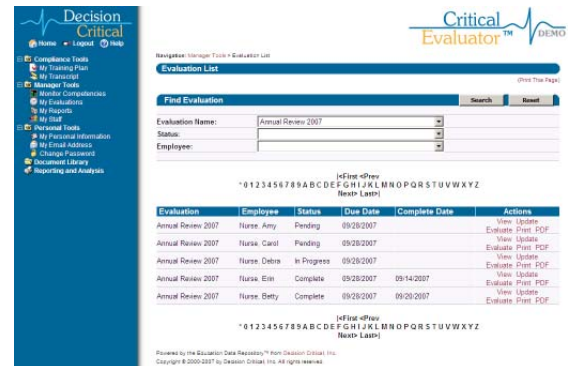 Decision
Critical
Home Logout Help
Compliance Tools
My Training Plan
My Transcript
Manager Tools
Monitor Competencies
My Evaluations
My Reports
My Staff
Personal Tools
My Personal Information
My Email Address
Change Password
Document Library
Reporting and Analysis
Critical
Evaluator™ DEMO
Navigation: Manager Tools > Evaluation List
Evaluation List
(Print This Page)
Find Evaluation Search Reset
Evaluation Name: Annual Review 2007
Status:
Employee:
|<First <Prev
* 0 1 2 3 4 5 6 7 8 9 A B C D E F G H I J K L M N O P Q R S T U V W X Y Z
Next> Last>|
Evaluation Employee Status Due Date Complete Date Actions
Annual Review 2007 Nurse, Amy Pending 09/28/2007 View Update
Evaluate Print PDF
Annual Review 2007 Nurse, Carol Pending 09/28/2007 View Update
Evaluate Print PDF
Annual Review 2007 Nurse, Debra In Progress 09/28/2007 View Update
Evaluate Print PDF
Annual Review 2007 Nurse, Erin Complete 09/28/2007 09/14/2007 View Update
Evaluate Print PDF
Annual Review 2007 Nurse, Betty Complete 09/28/2007 09/20/2007 View Update
Evaluate Print PDF
|<First <Prev
* 0 1 2 3 4 5 6 7 8 9 A B C D E F G H I J K L M N O P Q R S T U V W X Y Z
Next> Last>|
Powered by the Education Data Repository™ from Decision Critical, Inc.
Copyright © 2000-2007 by Decision Critical, Inc. All rights reserved.